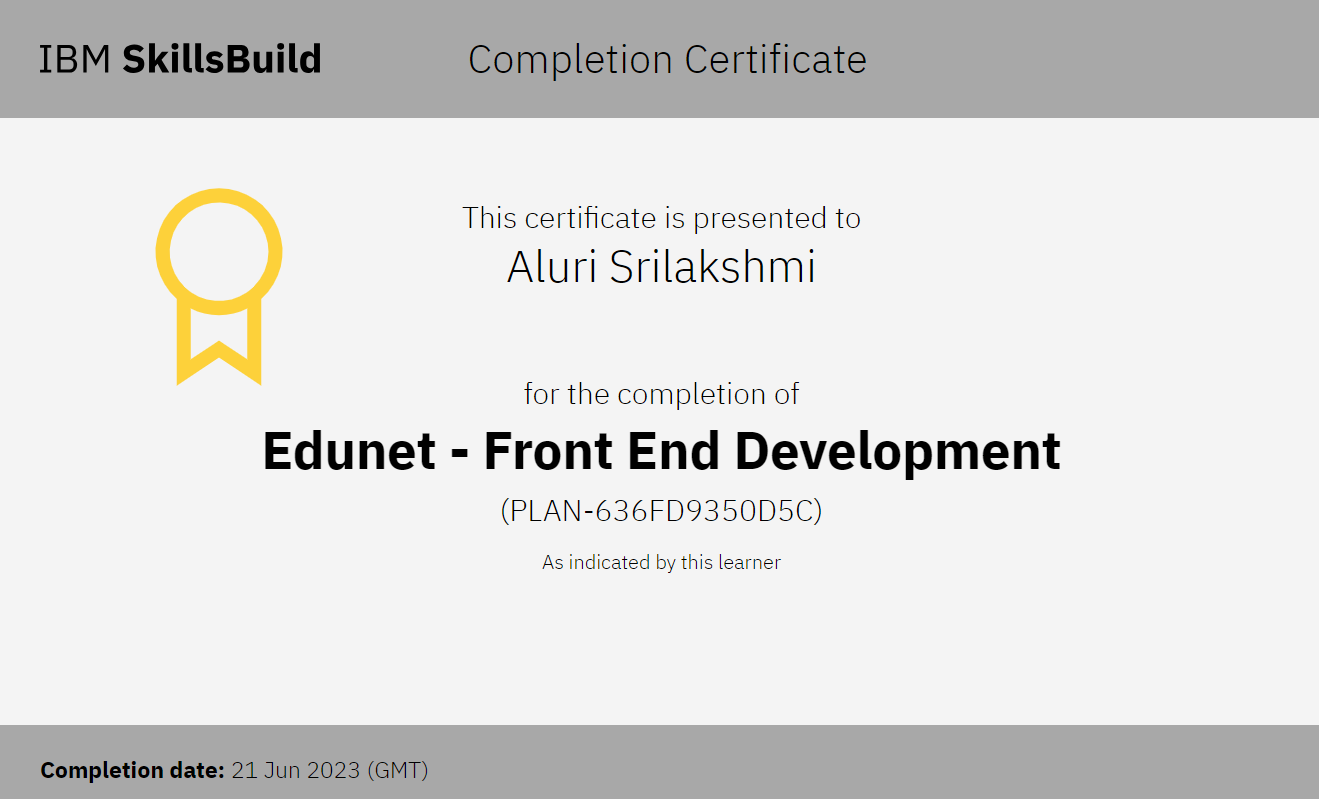 IBM SkillsBuild
Completion Certificate
This certificate is presented to
Aluri Srilakshmi
for the completion of
Edunet - Front End Development
(PLAN-636FD9350D5C)
As indicated by this learner
Completion date: 21 Jun 2023 (GMT)